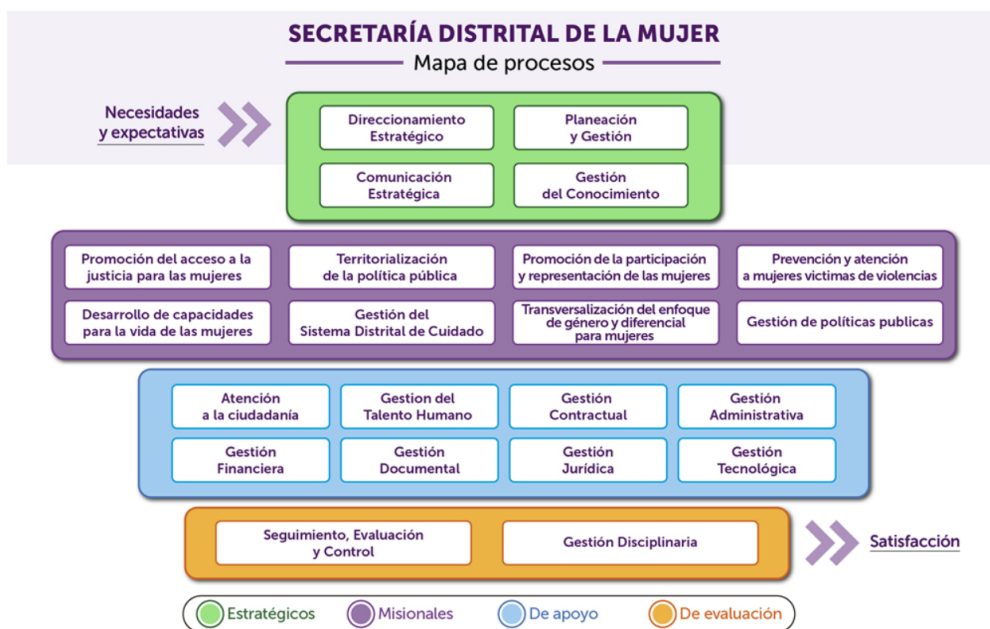 SECRETARÍA DISTRITAL DE LA MUJER
Mapa de procesos
Necesidades
y expectativas
Direccionamiento
Estratégico
Planeación
y Gestión
Comunicación
Estratégica
Gestión
del Conocimiento
Promoción del acceso a la
justicia para las mujeres
Territorialización
de la política pública
Promoción de la participación
y representación de las mujeres
Prevención y atención
a mujeres victimas de violencias
Desarrollo de capacidades
para la vida de las mujeres
Gestión del
Sistema Distrital de Cuidado
Transversalización del enfoque
de género y diferencial
para mujeres
Gestión de políticas publicas
Atención
a la ciudadanía
Gestion del
Talento Humano
Gestión
Contractual
Gestión
Administrativa
Gestión
Financiera
Gestión
Documental
Gestión
Jurídica
Gestión
Tecnológica
Seguimiento, Evaluación
y Control
Gestión Disciplinaria
Satisfacción
Estratégicos
Misionales
De apoyo
De evaluación